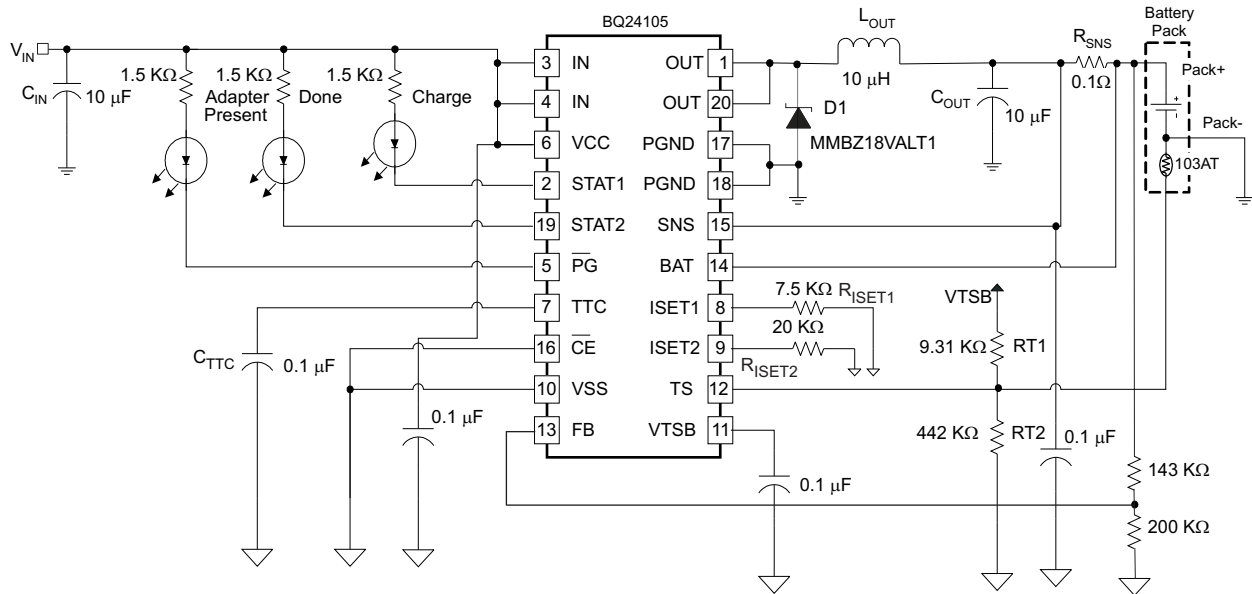 BQ24105
V_IN
C_IN
10 μF
1.5 KΩ
Adapter
Present
1.5 KΩ
Done
1.5 KΩ
Charge
3 IN
4 IN
6 VCC
2 STAT1
19 STAT2
5 P̅G̅
7 TTC
16 C̅E̅
10 VSS
13 FB
OUT 1
OUT 20
PGND 17
PGND 18
SNS 15
BAT 14
ISET1 8
ISET2 9
TS 12
VTSB 11
C_TTC
0.1 μF
0.1 μF
L_OUT
10 μH
D1
MMBZ18VALT1
C_OUT
10 μF
R_SNS
0.1Ω
Battery
Pack
Pack+
+
-
Pack-
103AT
7.5 KΩ R_ISET1
20 KΩ
R_ISET2
VTSB
9.31 KΩ RT1
442 KΩ RT2
0.1 μF
0.1 μF
143 KΩ
200 KΩ